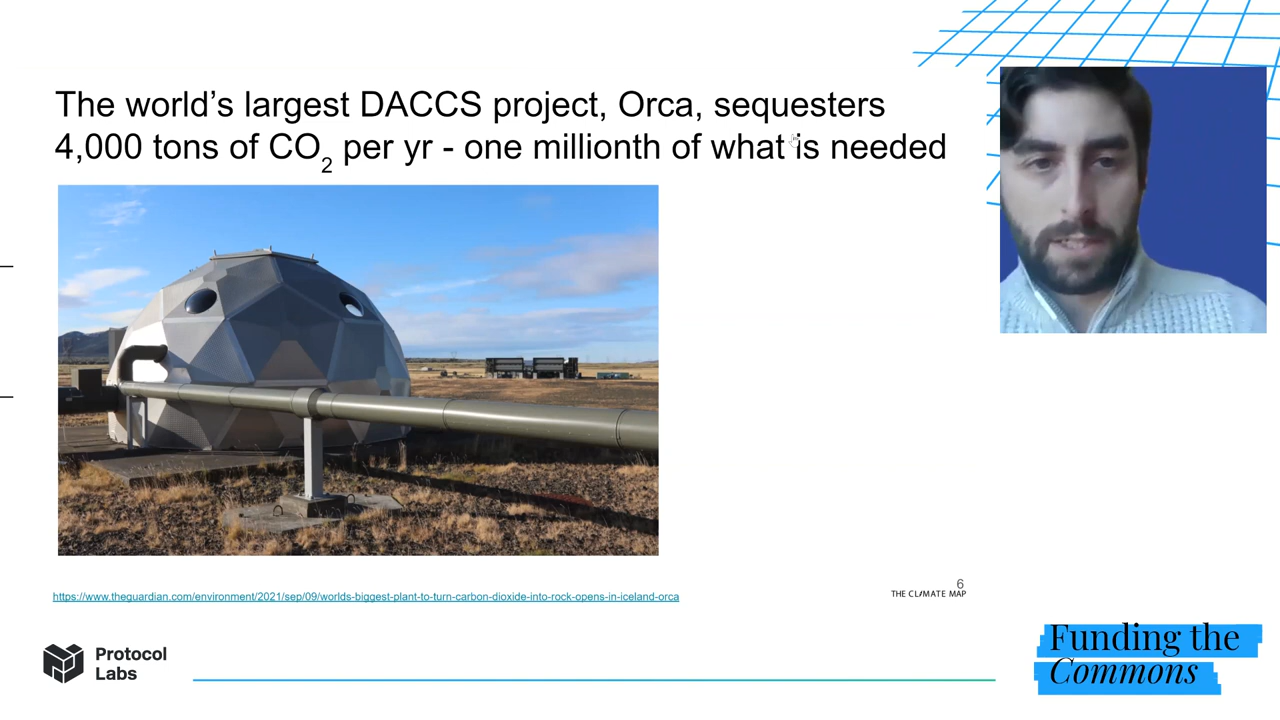 The world's largest DACCS project, Orca, sequesters
4,000 tons of CO2 per yr - one millionth of what is needed
https://www.theguardian.com/environment/2021/sep/09/worlds-biggest-plant-to-turn-carbon-dioxide-into-rock-opens-in-iceland-orca
6
THE CLIMATE MAP
Protocol
Labs
Funding the
Commons